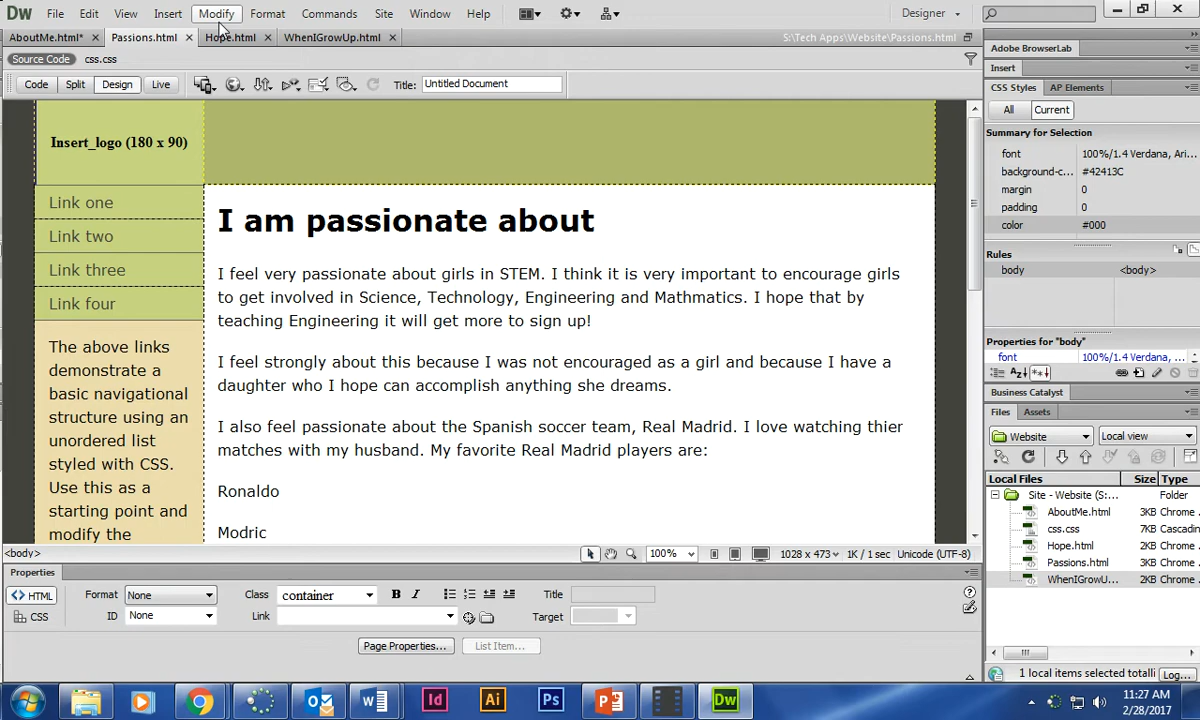 Dw File Edit View Insert Modify Format Commands Site Window Help Designer
AboutMe.html* × Passions.html × Hope.html × WhenIGrowUp.html × S:\Tech Apps\Website\Passions.html
Source Code css.css
Code Split Design Live Title: Untitled Document
Insert_logo (180 x 90)
Link one
Link two
Link three
Link four
The above links
demonstrate a
basic navigational
structure using an
unordered list
styled with CSS.
Use this as a
starting point and
modify the
I am passionate about
I feel very passionate about girls in STEM. I think it is very important to encourage girls
to get involved in Science, Technology, Engineering and Mathmatics. I hope that by
teaching Engineering it will get more to sign up!
I feel strongly about this because I was not encouraged as a girl and because I have a
daughter who I hope can accomplish anything she dreams.
I also feel passionate about the Spanish soccer team, Real Madrid. I love watching thier
matches with my husband. My favorite Real Madrid players are:
Ronaldo
Modric
<body> 100% 1028 x 473 1K / 1 sec Unicode (UTF-8)
Properties
<> HTML Format None Class container B I Title
CSS ID None Link Target
Page Properties... List Item...
Adobe BrowserLab
Insert
CSS Styles AP Elements
All Current
Summary for Selection
font 100%/1.4 Verdana, Ari...
background-c... #42413C
margin 0
padding 0
color #000
Rules
body <body>
Properties for "body"
font 100%/1.4 Verdana, ...
Business Catalyst
Files Assets
Website Local view
Local Files Size Type
Site - Website (S:... Folder
AboutMe.html 3KB Chrome ...
css.css 7KB Cascadin
Hope.html 2KB Chrome ...
Passions.html 3KB Chrome ...
WhenIGrowU... 2KB Chrome ...
1 local items selected totalli Log...
Id Ai Ps Dw
11:27 AM
2/28/2017